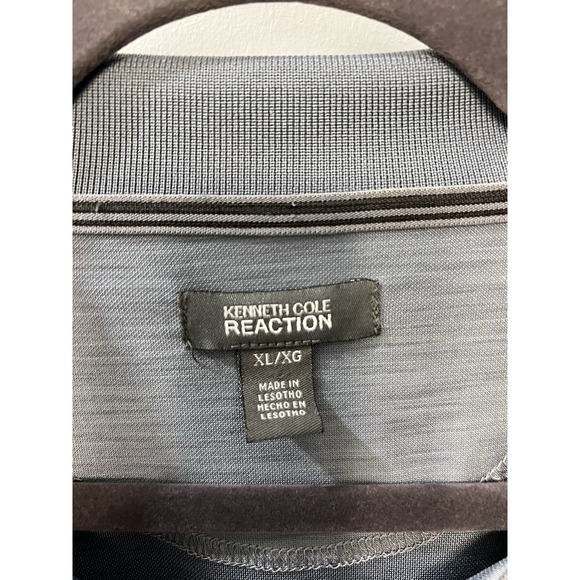 KENNETH COLE
REACTION
XL/XG
MADE IN
LESOTHO
HECHO EN
LESOTHO